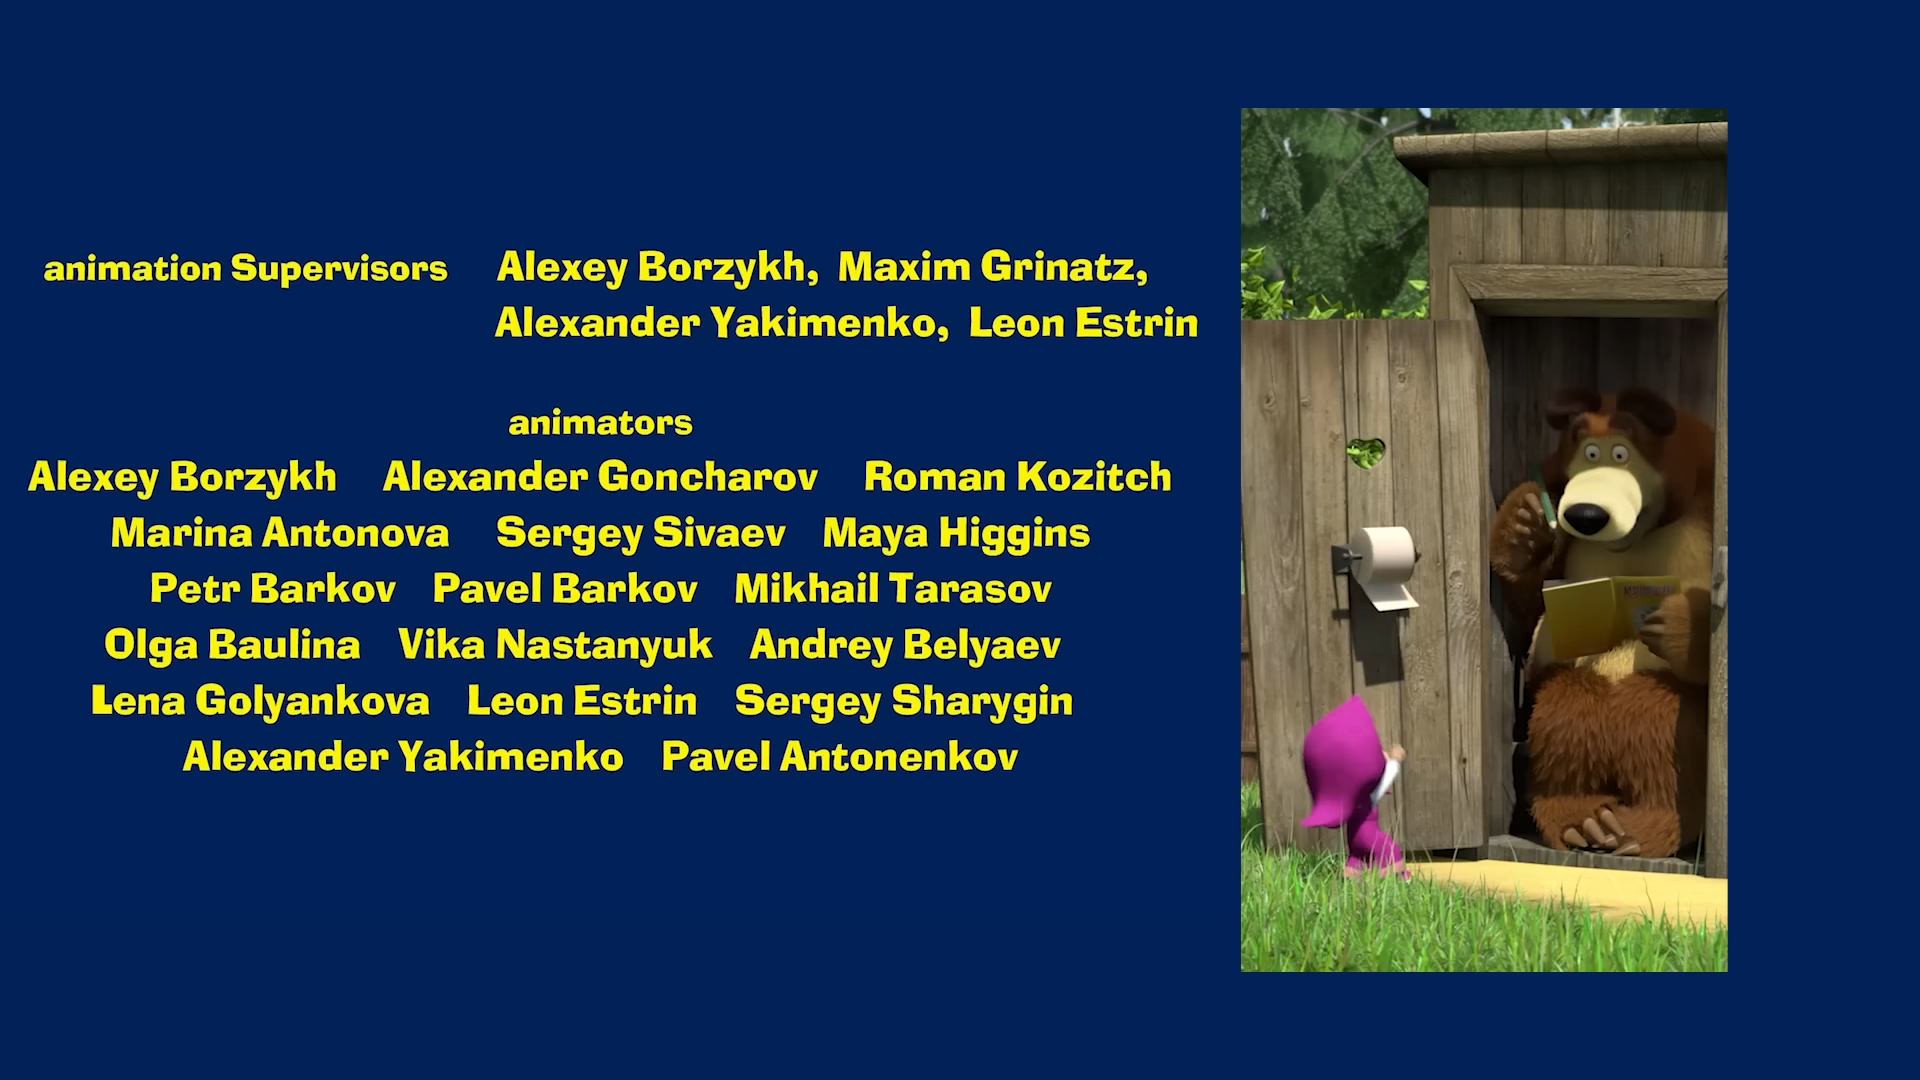 animation Supervisors Alexey Borzykh, Maxim Grinatz,
Alexander Yakimenko, Leon Estrin
animators
Alexey Borzykh Alexander Goncharov Roman Kozitch
Marina Antonova Sergey Sivaev Maya Higgins
Petr Barkov Pavel Barkov Mikhail Tarasov
Olga Baulina Vika Nastanyuk Andrey Belyaev
Lena Golyankova Leon Estrin Sergey Sharygin
Alexander Yakimenko Pavel Antonenkov